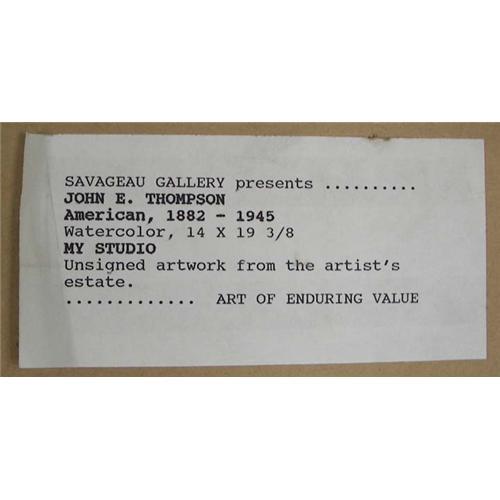 SAVAGEAU GALLERY presents ..........
JOHN E. THOMPSON
American, 1882 - 1945
Watercolor, 14 X 19 3/8
MY STUDIO
Unsigned artwork from the artist's
estate.
............. ART OF ENDURING VALUE